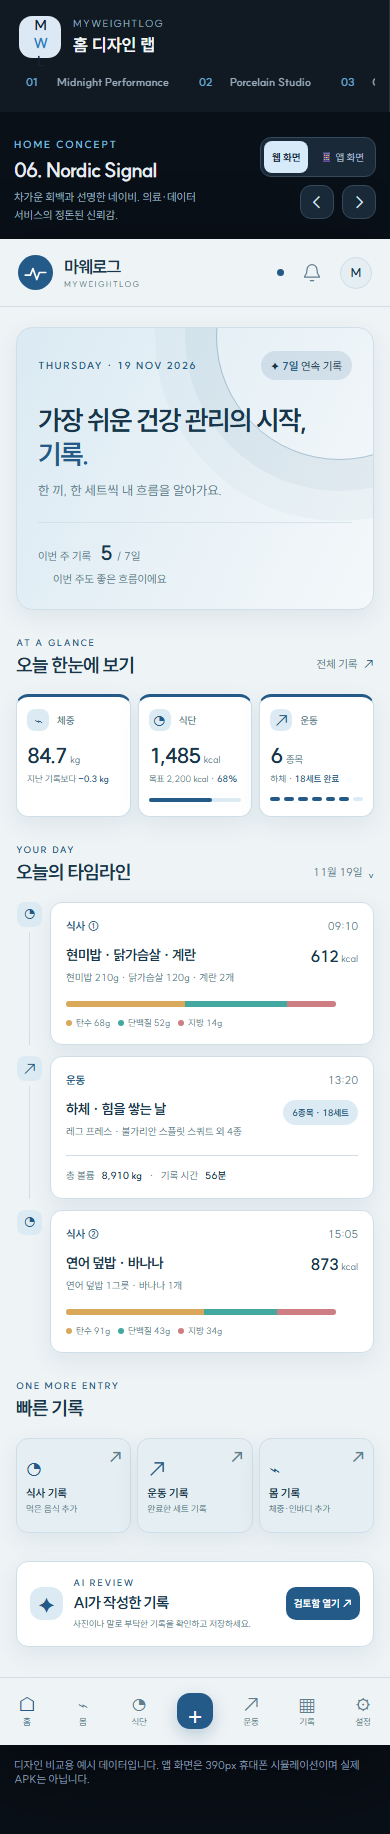 M
W
MYWEIGHTLOG
홈 디자인 랩
01 Midnight Performance 02 Porcelain Studio 03
HOME CONCEPT
06. Nordic Signal
차가운 회백과 선명한 네이비. 의료·데이터
서비스의 정돈된 신뢰감.
웹 화면 앱 화면
마웨로그
MYWEIGHTLOG
M
THURSDAY · 19 NOV 2026
✦ 7일 연속 기록
가장 쉬운 건강 관리의 시작,
기록.
한 끼, 한 세트씩 내 흐름을 알아가요.
이번 주 기록 5 / 7일
이번 주도 좋은 흐름이에요
AT A GLANCE
오늘 한눈에 보기
전체 기록 ↗
체중
84.7 kg
지난 기록보다 −0.3 kg
식단
1,485 kcal
목표 2,200 kcal · 68%
운동
6 종목
하체 · 18세트 완료
YOUR DAY
오늘의 타임라인
11월 19일 ˅
식사 ① 09:10
현미밥 · 닭가슴살 · 계란 612 kcal
현미밥 210g · 닭가슴살 120g · 계란 2개
탄수 68g 단백질 52g 지방 14g
운동 13:20
하체 · 힘을 쌓는 날 6종목 · 18세트
레그 프레스 · 불가리안 스플릿 스쿼트 외 4종
총 볼륨 8,910 kg · 기록 시간 56분
식사 ② 15:05
연어 덮밥 · 바나나 873 kcal
연어 덮밥 1그릇 · 바나나 1개
탄수 91g 단백질 43g 지방 34g
ONE MORE ENTRY
빠른 기록
식사 기록
먹은 음식 추가
운동 기록
완료한 세트 기록
몸 기록
체중·인바디 추가
AI REVIEW
AI가 작성한 기록
사진이나 말로 부탁한 기록을 확인하고 저장하세요.
검토함 열기 ↗
홈 몸 식단 + 운동 기록 설정
디자인 비교용 예시 데이터입니다. 앱 화면은 390px 휴대폰 시뮬레이션이며 실제
APK는 아닙니다.